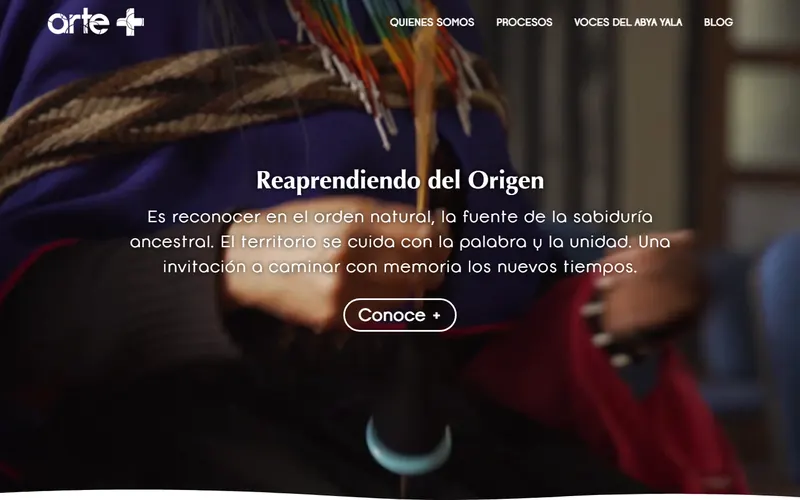 arte +
QUIENES SOMOS
PROCESOS
VOCES DEL ABYA YALA
BLOG
Reaprendiendo del Origen
Es reconocer en el orden natural, la fuente de la sabiduría
ancestral. El territorio se cuida con la palabra y la unidad. Una
invitación a caminar con memoria los nuevos tiempos.
Conoce +